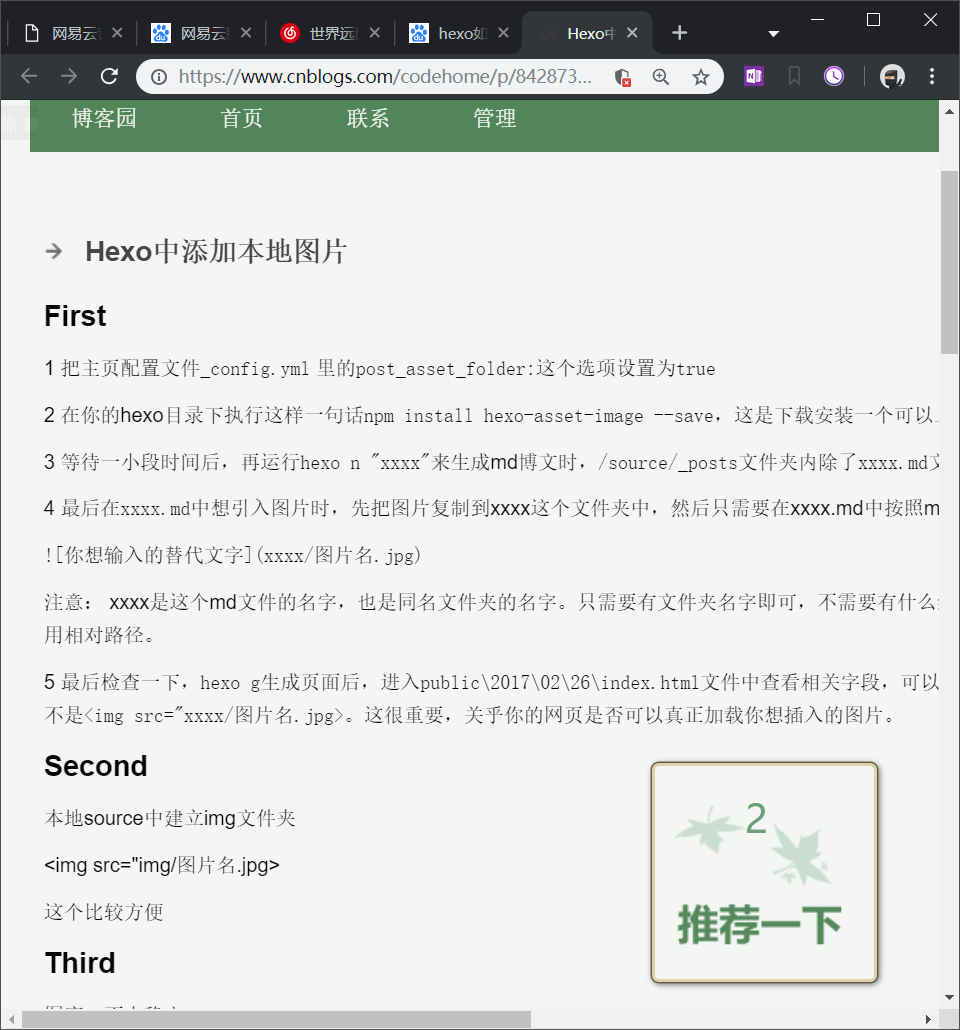 网易云
网易云
世界远
hexo如
Hexo中
https://www.cnblogs.com/codehome/p/842873...
博客园 首页 联系 管理
Hexo中添加本地图片
First
1 把主页配置文件_config.yml 里的post_asset_folder:这个选项设置为true
2 在你的hexo目录下执行这样一句话npm install hexo-asset-image --save，这是下载安装一个可以
3 等待一小段时间后，再运行hexo n "xxxx"来生成md博文时，/source/_posts文件夹内除了xxxx.md文
4 最后在xxxx.md中想引入图片时，先把图片复制到xxxx这个文件夹中，然后只需要在xxxx.md中按照m
![你想输入的替代文字](xxxx/图片名.jpg)
注意： xxxx是这个md文件的名字，也是同名文件夹的名字。只需要有文件夹名字即可，不需要有什么
用相对路径。
5 最后检查一下，hexo g生成页面后，进入public\2017\02\26\index.html文件中查看相关字段，可以
不是<img src="xxxx/图片名.jpg>。这很重要，关乎你的网页是否可以真正加载你想插入的图片。
Second
本地source中建立img文件夹
<img src="img/图片名.jpg>
这个比较方便
2
推荐一下
Third